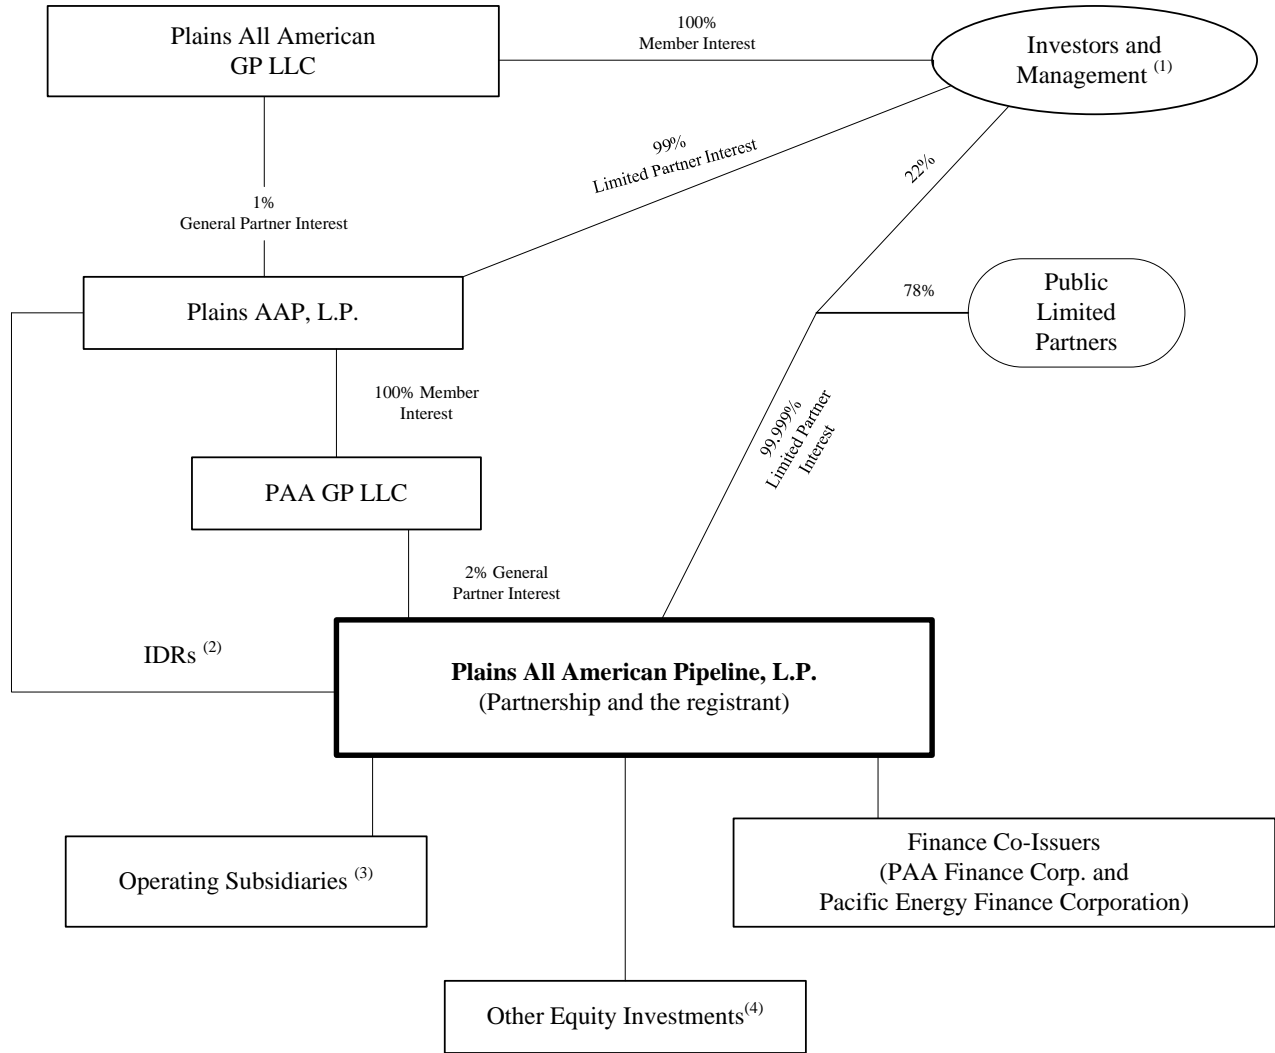 Plains All American
GP LLC
100%
Member Interest
Investors and
Management (1)
99%
Limited Partner Interest
22%
1%
General Partner Interest
Plains AAP, L.P.
78%
Public
Limited
Partners
100% Member
Interest
99.999%
Limited Partner
Interest
PAA GP LLC
2% General
Partner Interest
IDRs (2)
Plains All American Pipeline, L.P.
(Partnership and the registrant)
Operating Subsidiaries (3)
Finance Co-Issuers
(PAA Finance Corp. and
Pacific Energy Finance Corporation)
Other Equity Investments(4)